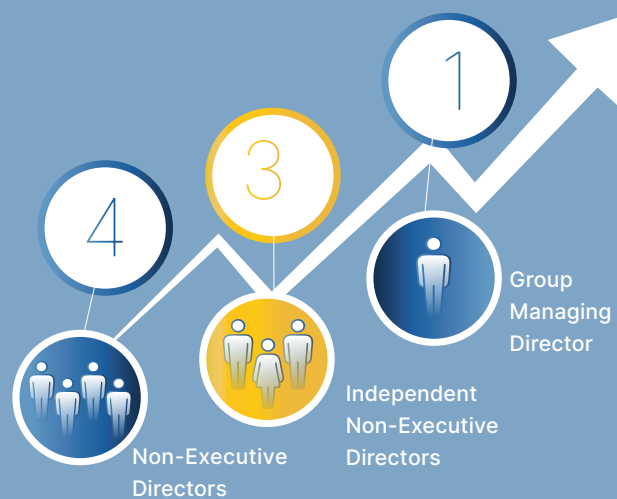 4
Non-Executive
Directors
3
Independent
Non-Executive
Directors
1
Group
Managing
Director